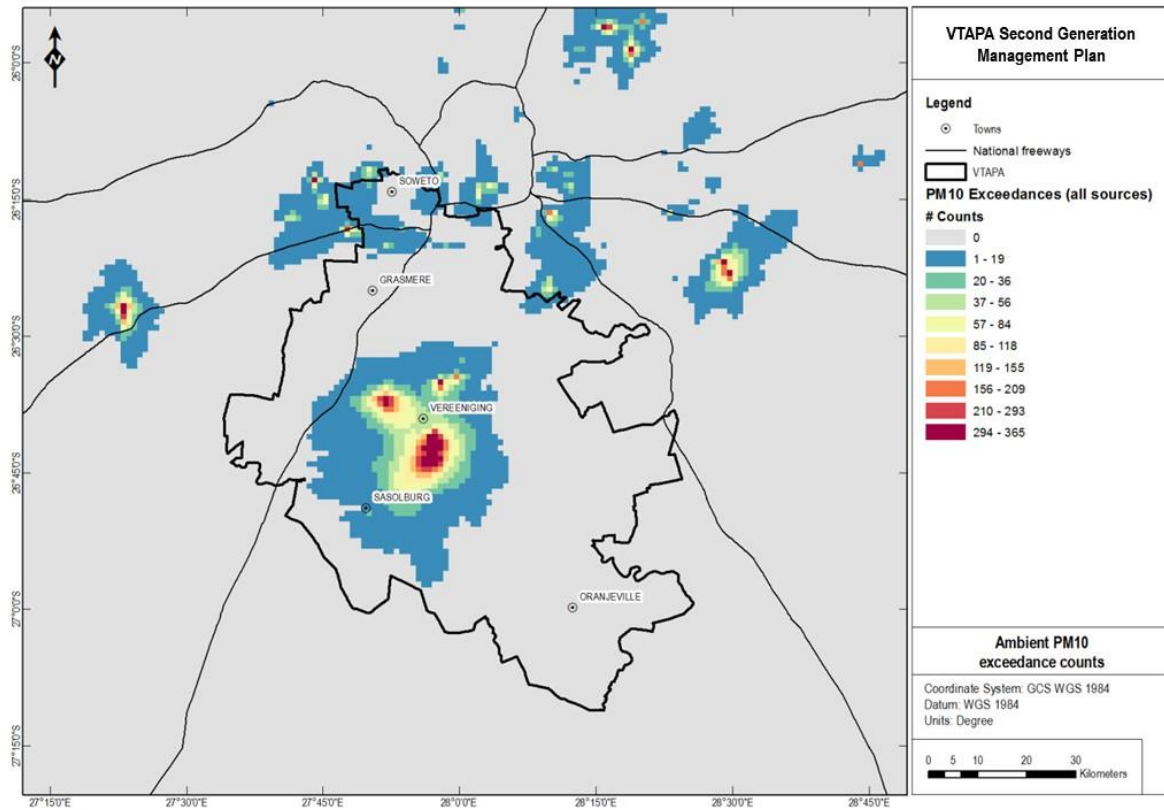 VTAPA Second Generation
Management Plan
Legend
Towns
National freeways
VTAPA
PM10 Exceedances (all sources)
# Counts
0
1 - 19
20 - 36
37 - 56
57 - 84
85 - 118
119 - 155
156 - 209
210 - 293
294 - 365
Ambient PM10
exceedance counts
Coordinate System: GCS WGS 1984
Datum: WGS 1984
Units: Degree
0 5 10 20 30
Kilometers
N
SOWETO
GRASMERE
VEREENIGING
SASOLBURG
ORANJEVILLE
26°0'0"S
26°15'0"S
26°30'0"S
26°45'0"S
27°0'0"S
27°15'0"S
27°15'0"E
27°30'0"E
27°45'0"E
28°0'0"E
28°15'0"E
28°30'0"E
28°45'0"E